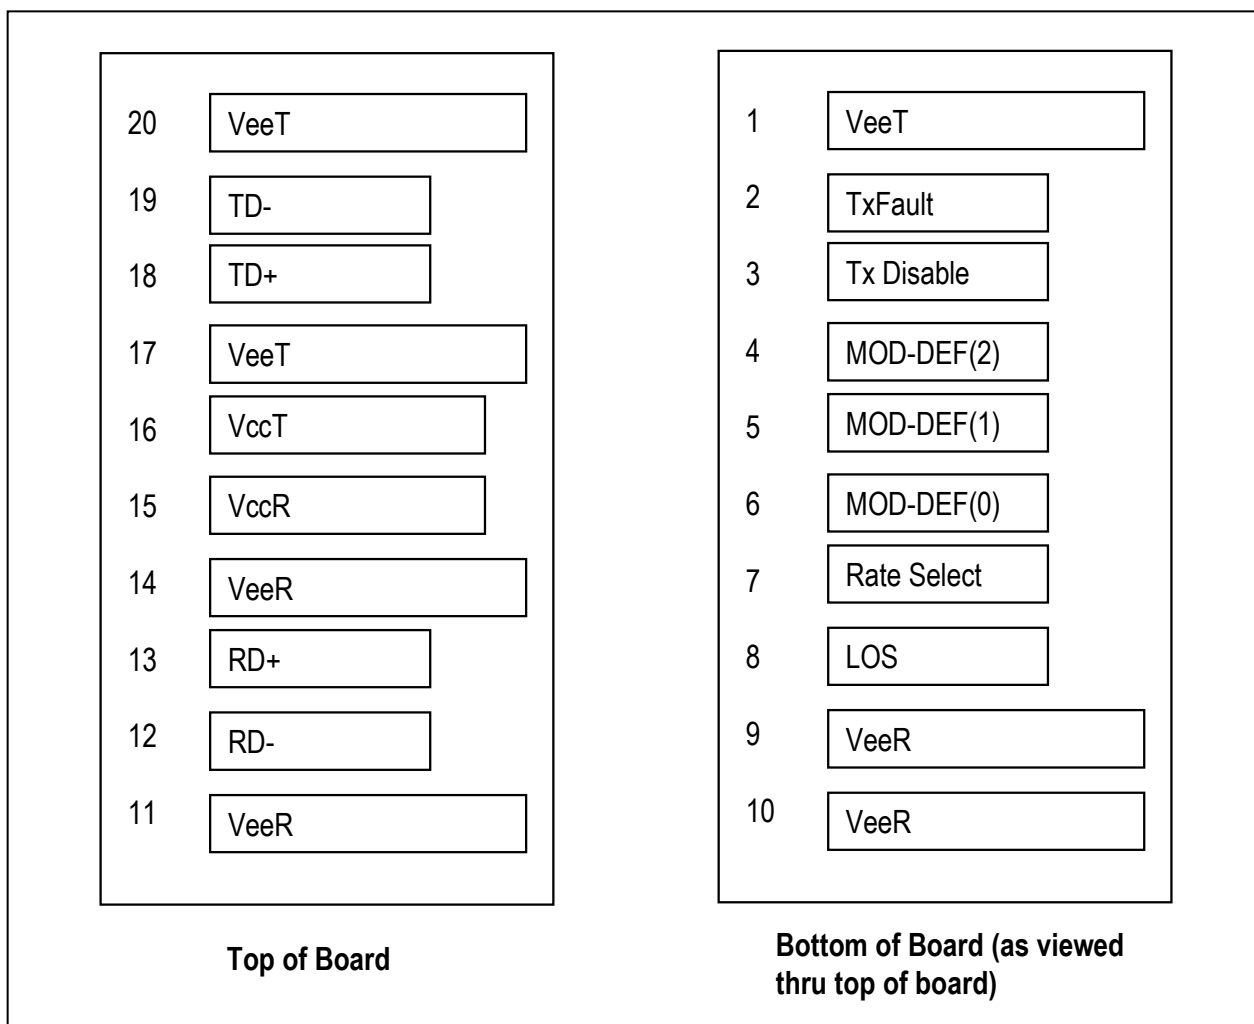 20 VeeT
19 TD-
18 TD+
17 VeeT
16 VccT
15 VccR
14 VeeR
13 RD+
12 RD-
11 VeeR
Top of Board
1 VeeT
2 TxFault
3 Tx Disable
4 MOD-DEF(2)
5 MOD-DEF(1)
6 MOD-DEF(0)
7 Rate Select
8 LOS
9 VeeR
10 VeeR
Bottom of Board (as viewed
thru top of board)